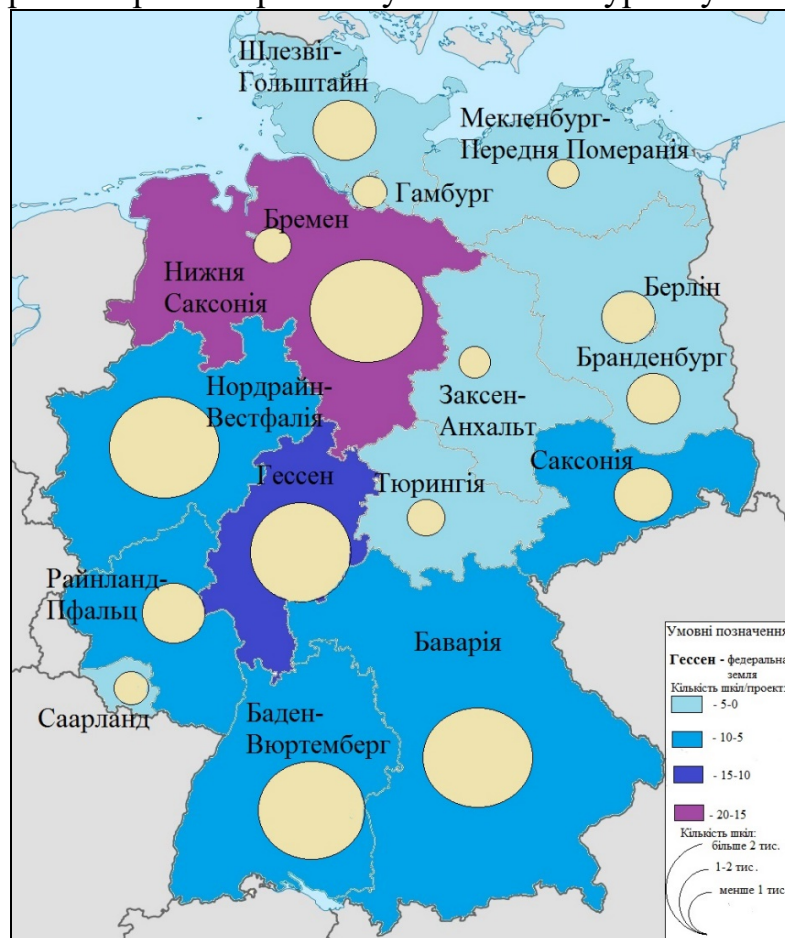 Шлезвіг-
Гольштайн
Мекленбург-
Передня Померанія
Гамбург
Бремен
Нижня
Саксонія
Берлін
Бранденбург
Нордрайн-
Вестфалія
Заксен-
Анхальт
Саксонія
Гессен
Тюрингія
Райнланд-
Пфальц
Баварія
Саарланд
Баден-
Вюртемберг
Умовні позначення
Гессен - федеральна
земля
Кількість шкіл/проект:
- 5-0
- 10-5
- 15-10
- 20-15
Кількість шкіл:
більше 2 тис.
1-2 тис.
менше 1 тис